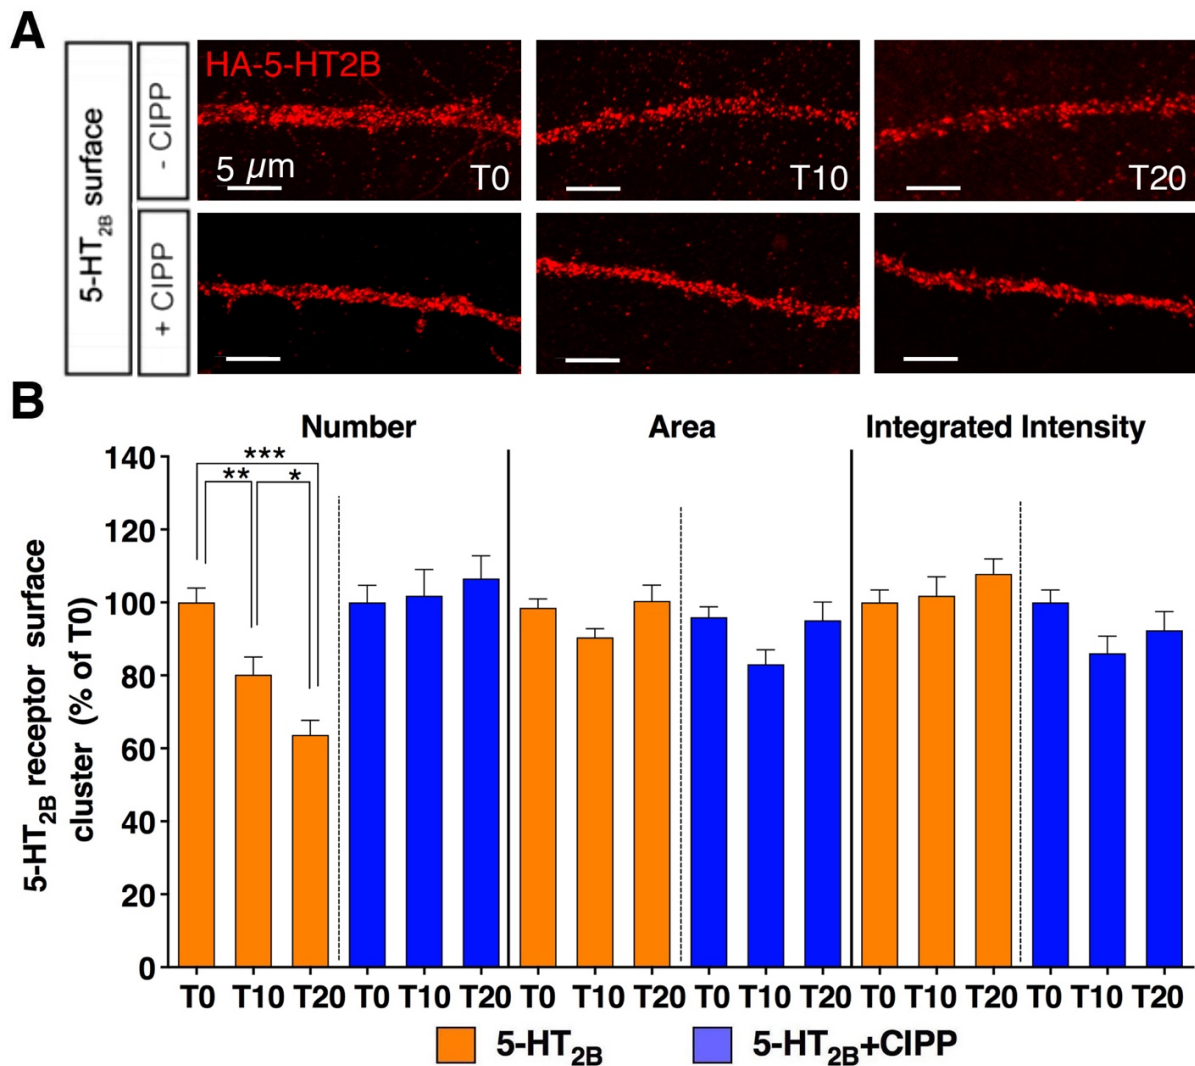 A
5-HT2B surface
- CIPP
+ CIPP
HA-5-HT2B
5 µm
T0
T10
T20
B
Number
Area
Integrated Intensity
5-HT2B receptor surface
cluster (% of T0)
140
120
100
80
60
40
20
0
***
** *
T0 T10 T20 T0 T10 T20 T0 T10 T20 T0 T10 T20 T0 T10 T20 T0 T10 T20
5-HT2B
5-HT2B+CIPP